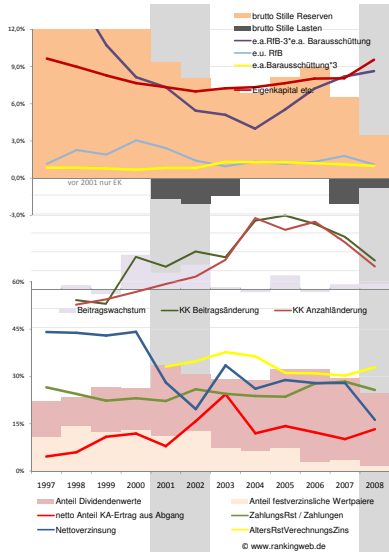 12,0%
brutto Stille Reserven
brutto Stille Lasten
e.a.RfB-3*e.a. Barausschüttung
e.u. RfB
e.a.Barausschüttung*3
Eigenkapital etc.
9,0%
6,0%
3,0%
0,0%
vor 2001 nur EK
-3,0%
60%
Beitragswachstum
KK Beitragsänderung
KK Anzahländerung
45%
30%
15%
0%
1997 1998 1999 2000 2001 2002 2003 2004 2005 2006 2007 2008
Anteil Dividendenwerte
Anteil festverzinsliche Wertpaiere
netto Anteil KA-Ertrag aus Abgang
ZahlungsRst / Zahlungen
Nettoverzinsung
AltersRstVerechnungsZins
© www.rankingweb.de